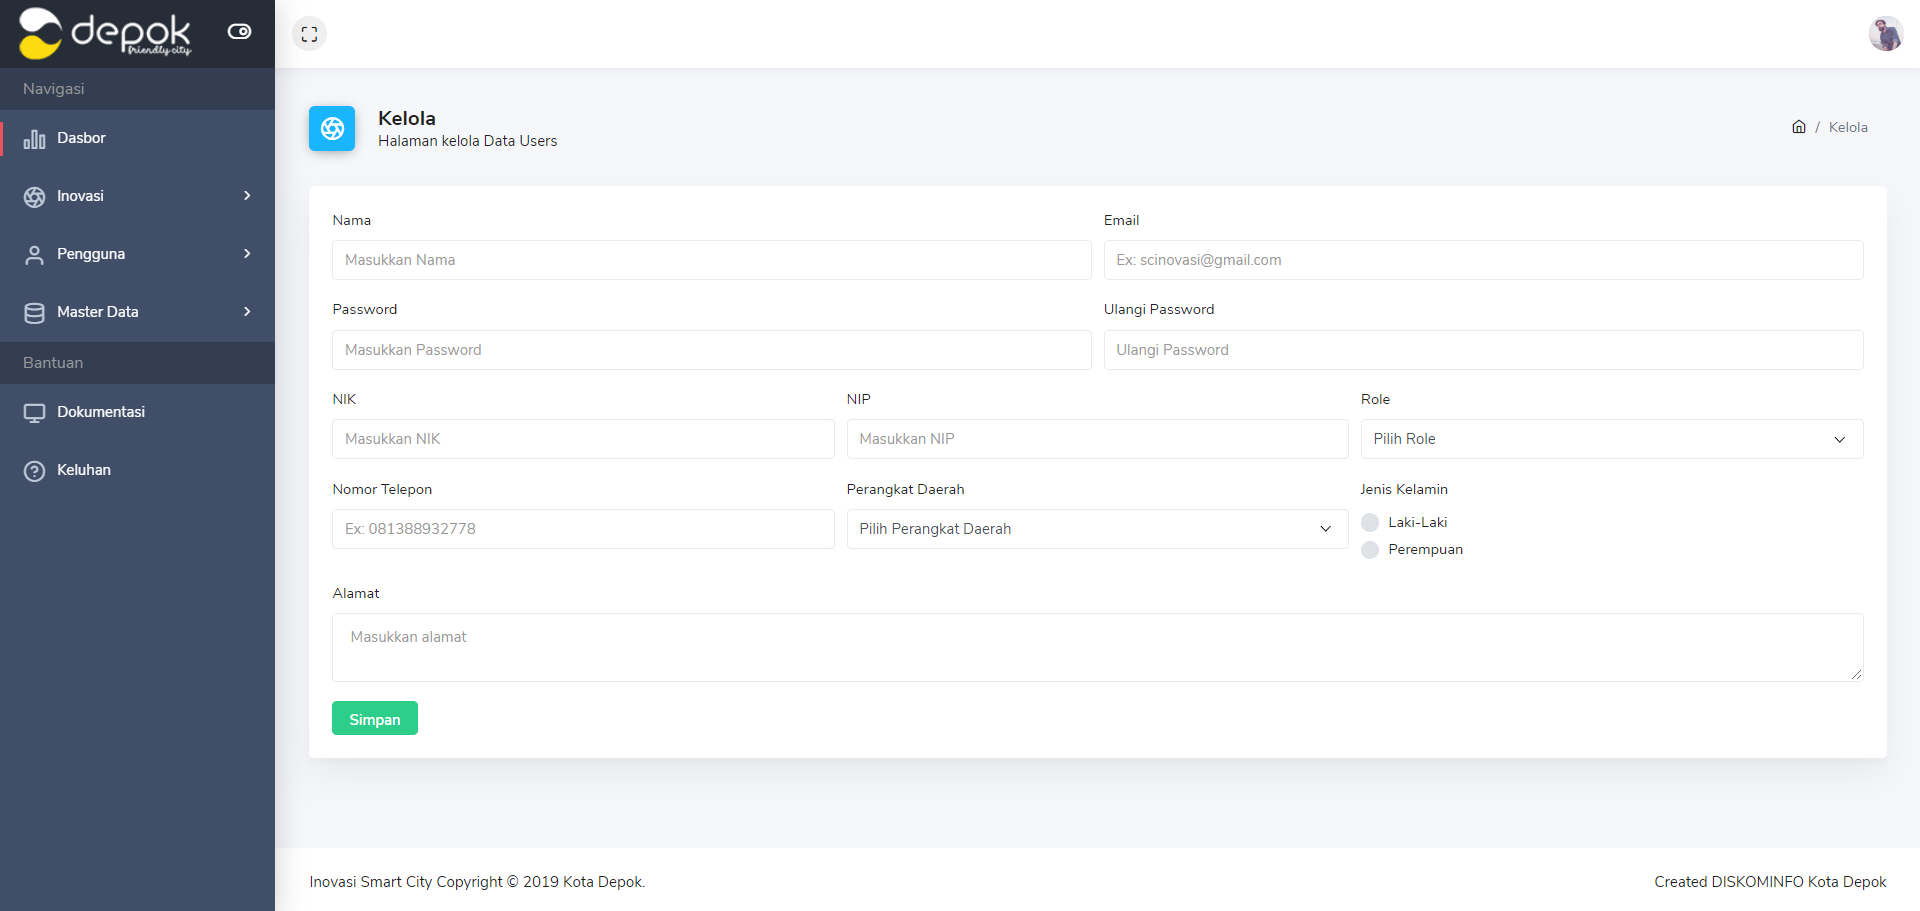 depok
friendly city
Navigasi
Dasbor
Inovasi
Pengguna
Master Data
Bantuan
Dokumentasi
Keluhan
Kelola
Halaman kelola Data Users
/ Kelola
Nama
Email
Masukkan Nama
Ex: scinovasi@gmail.com
Password
Ulangi Password
Masukkan Password
Ulangi Password
NIK
NIP
Role
Masukkan NIK
Masukkan NIP
Pilih Role
Nomor Telepon
Perangkat Daerah
Jenis Kelamin
Ex: 081388932778
Pilih Perangkat Daerah
Laki-Laki
Perempuan
Alamat
Masukkan alamat
Simpan
Inovasi Smart City Copyright © 2019 Kota Depok.
Created DISKOMINFO Kota Depok